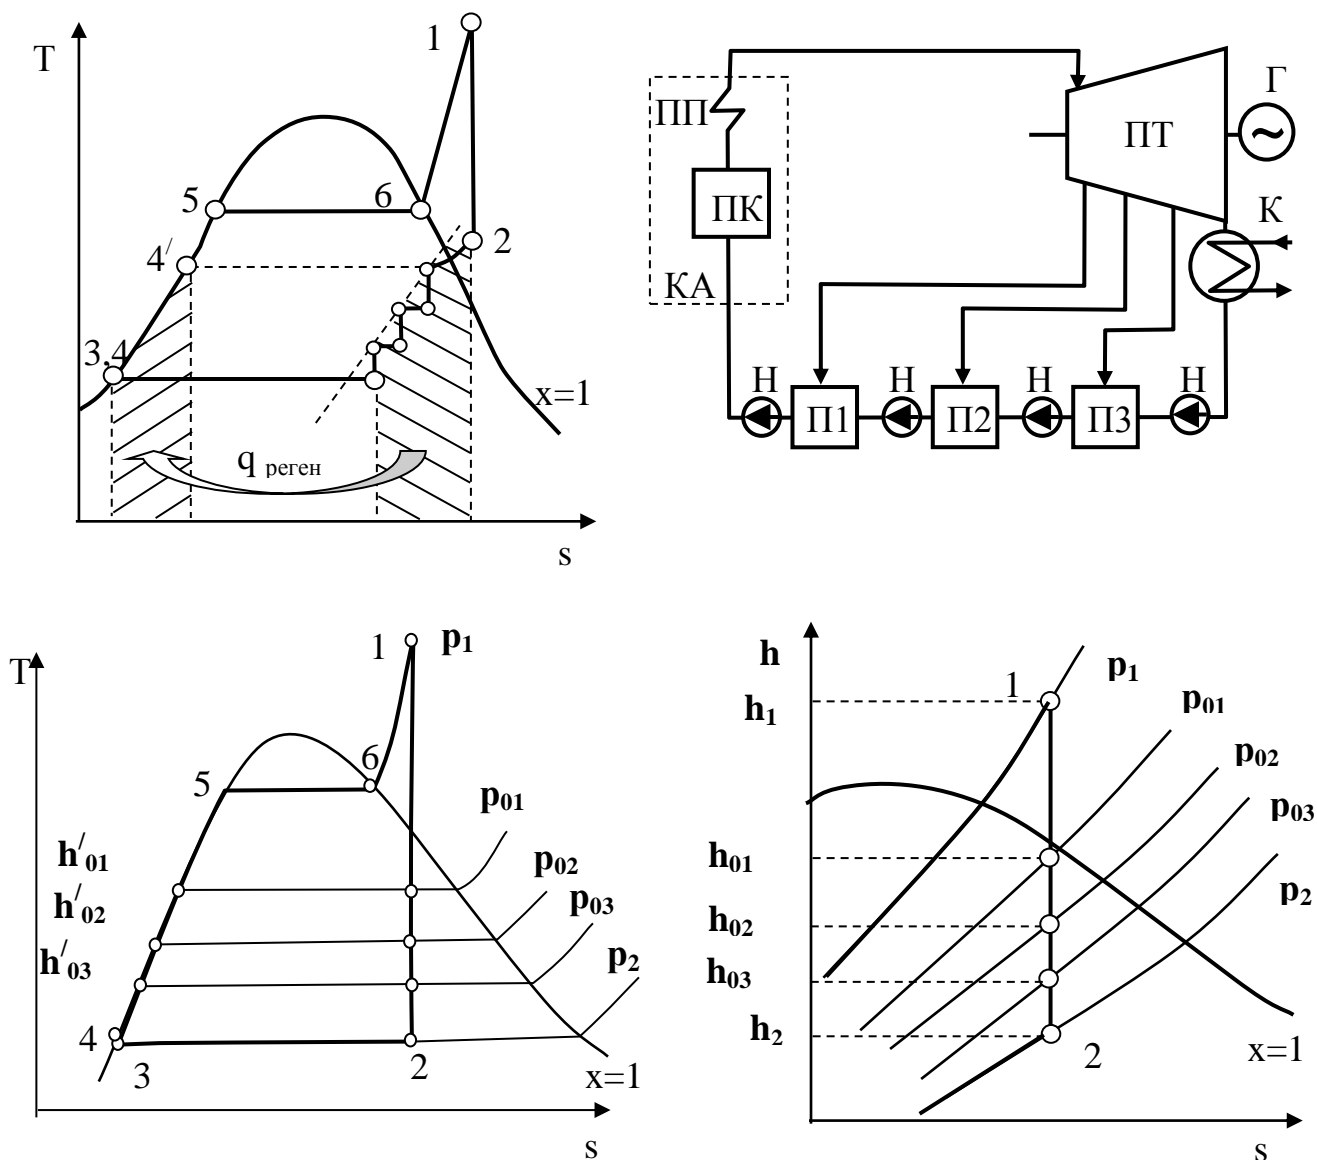 T
1
5
6
4/
2
3,4
x=1
q реген
s
ПП
ПК
КА
ПТ
Г
~
К
Н
Н
Н
Н
П1
П2
П3
T
1
p1
6
5
p01
h/01
p02
h/02
p03
h/03
p2
4
3
2
x=1
s
h
1
p1
h1
p01
p02
p03
h01
p2
h02
h03
h2
2
x=1
s